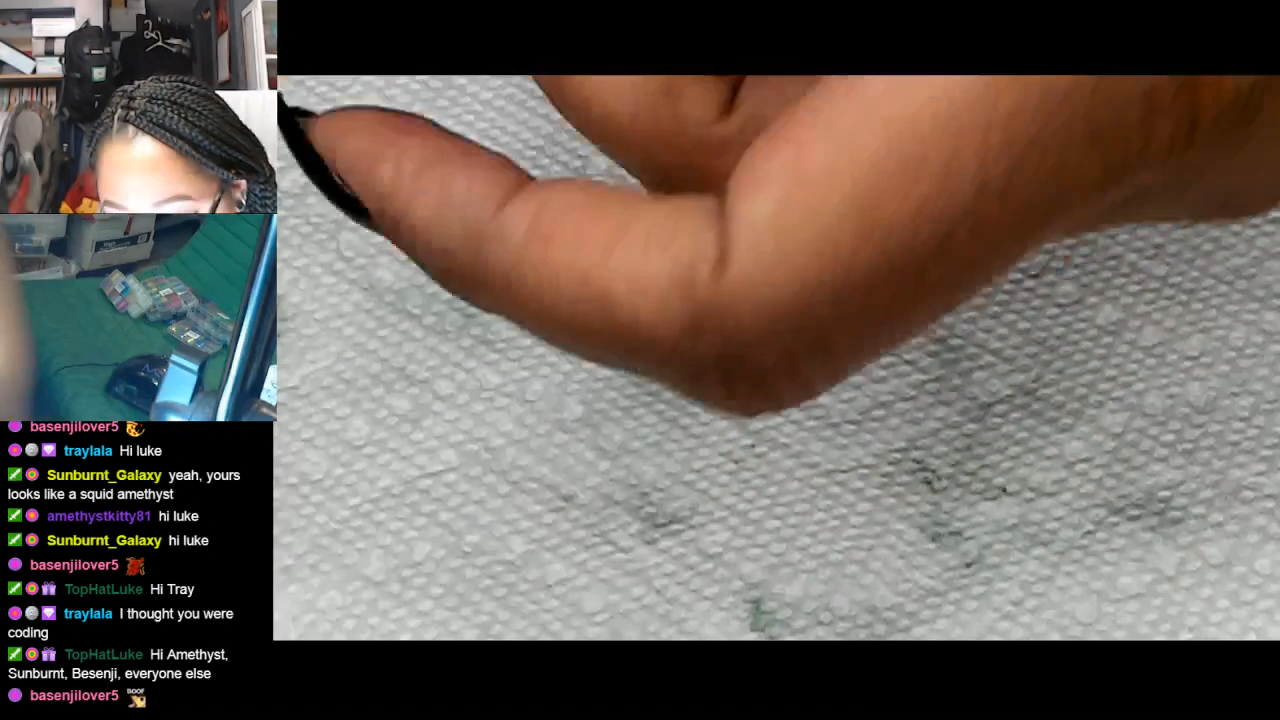 basenjilover5
traylala Hi luke
Sunburnt_Galaxy yeah, yours
looks like a squid amethyst
amethystkitty81 hi luke
Sunburnt_Galaxy hi luke
basenjilover5
TopHatLuke Hi Tray
traylala I thought you were
coding
TopHatLuke Hi Amethyst,
Sunburnt, Besenji, everyone else
basenjilover5 BOOF